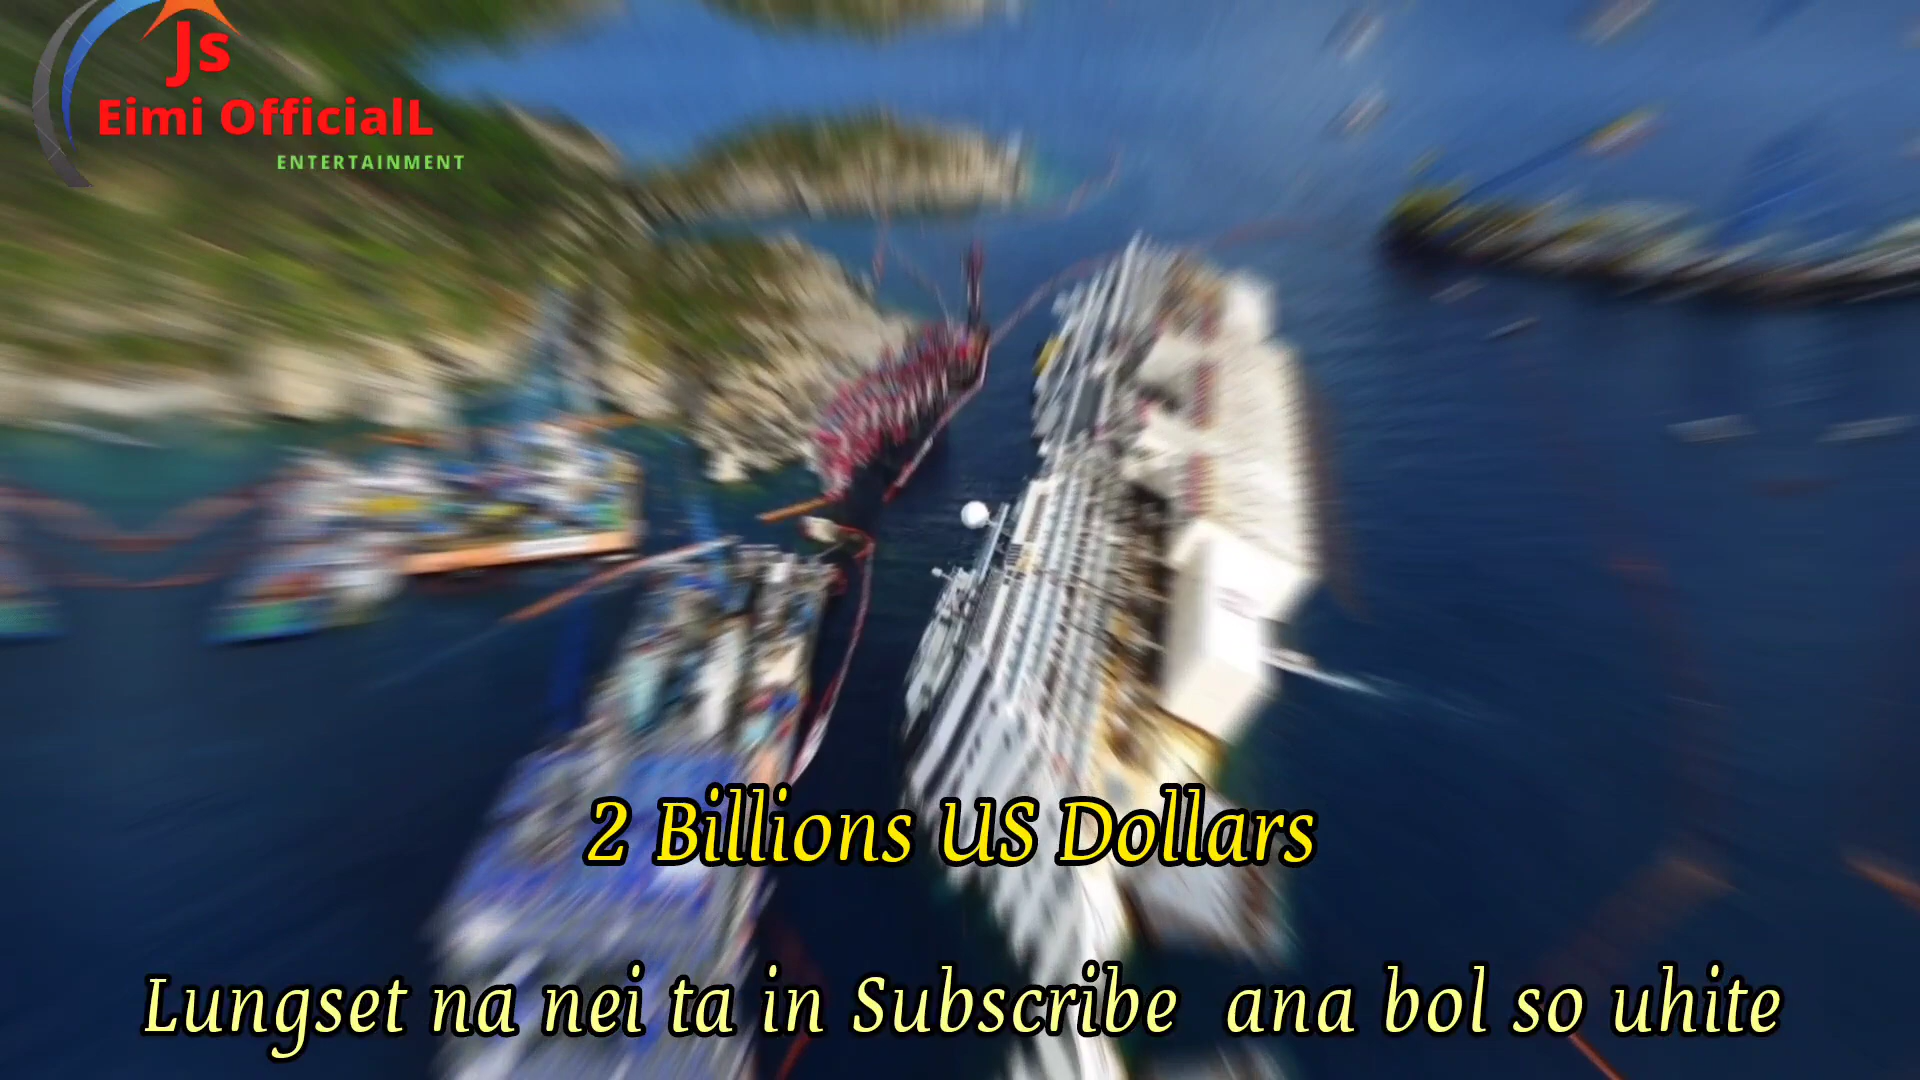 Js
Eimi OfficialL
ENTERTAINMENT
2 Billions US Dollars
Lungset na nei ta in Subscribe ana bol so uhite